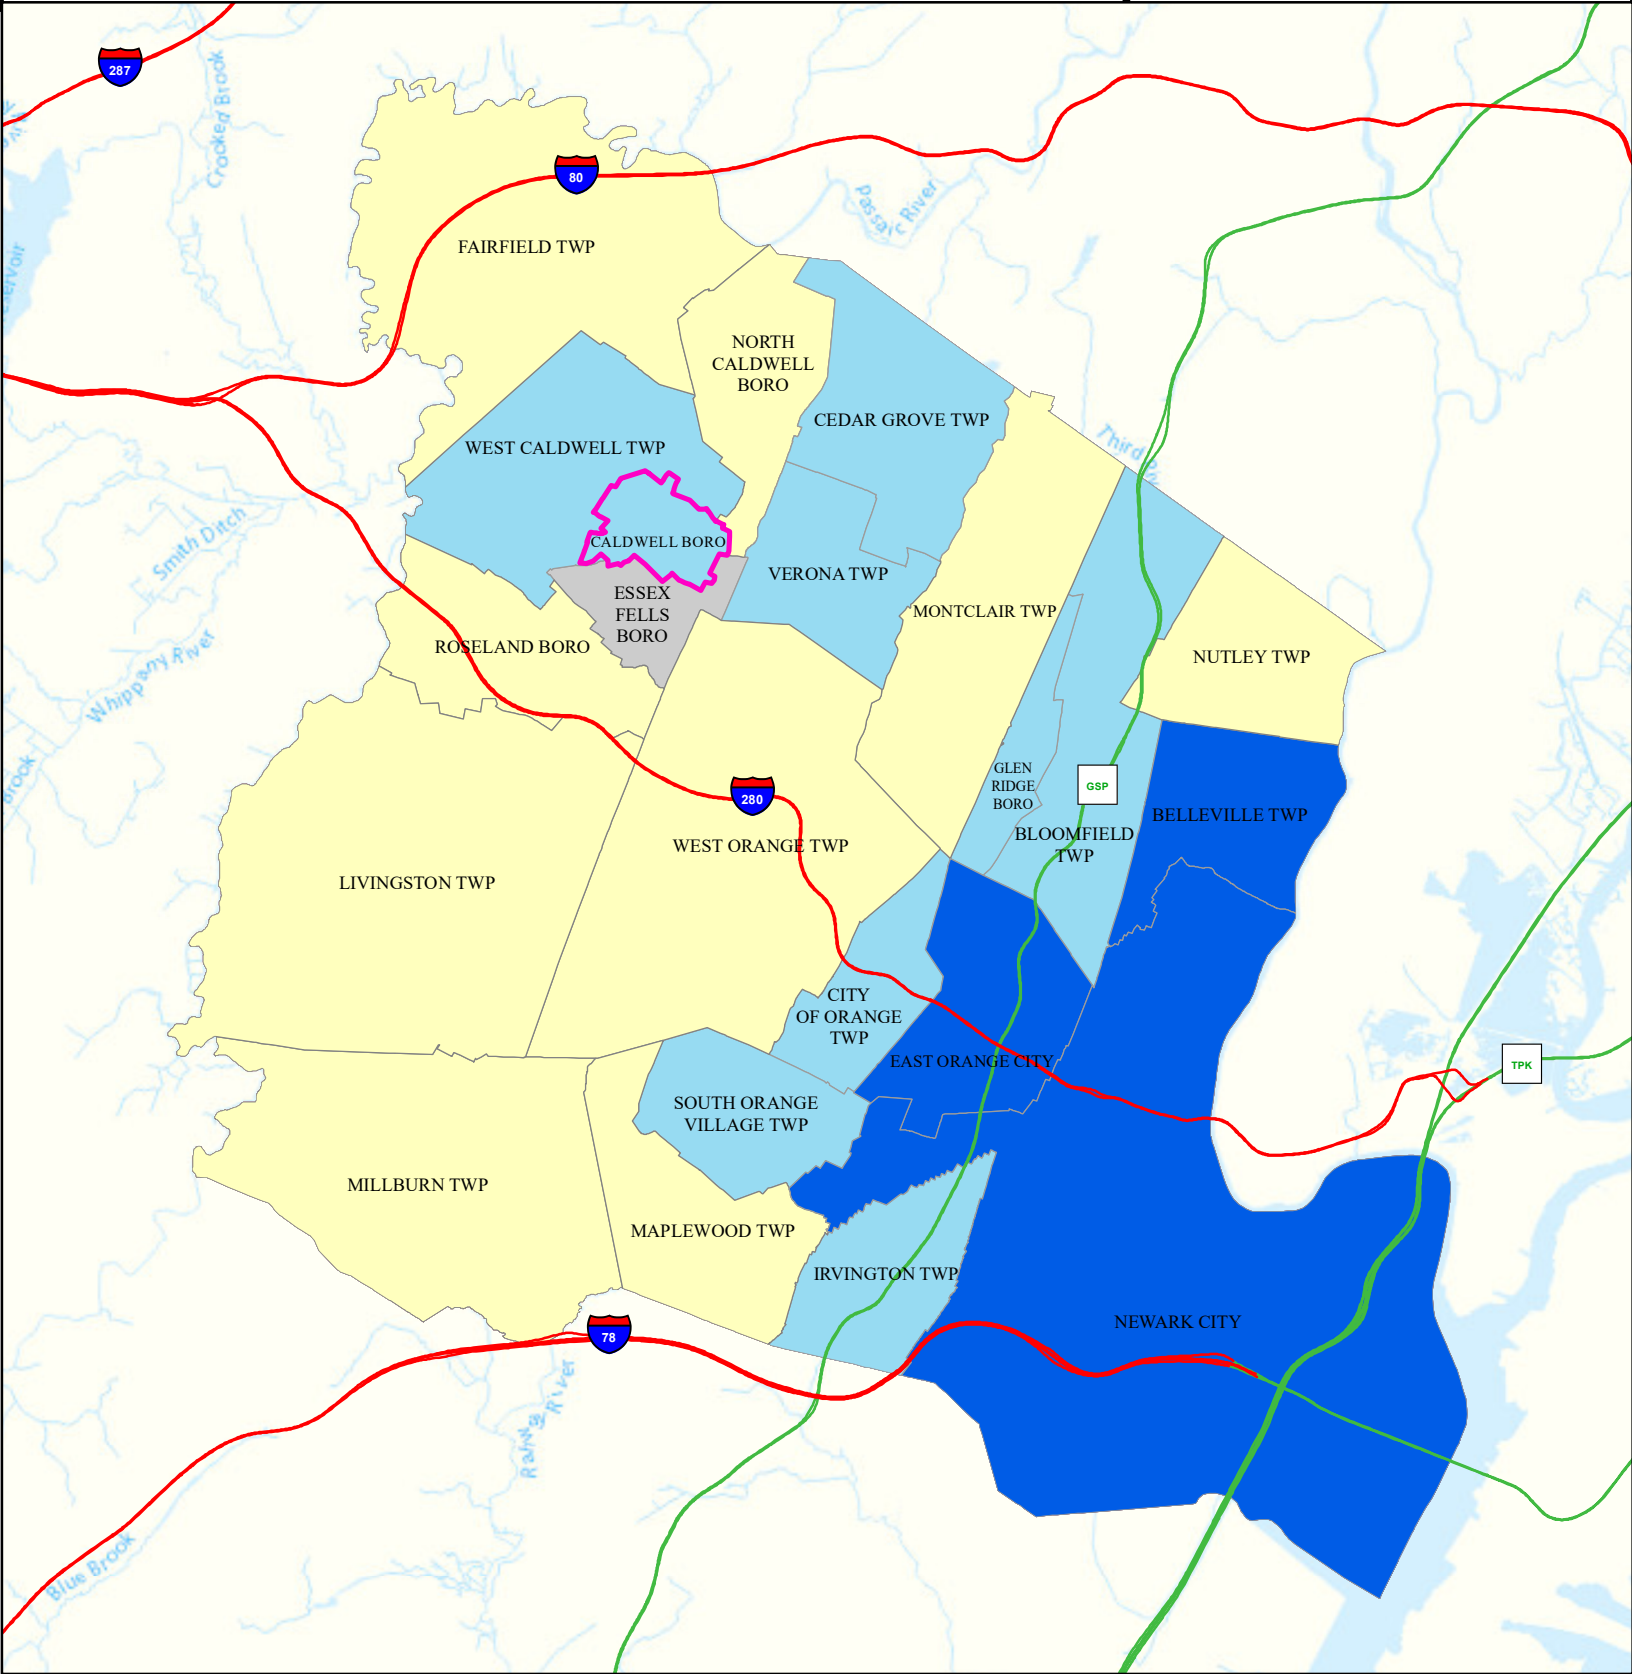 287
Crooked Brook
80
Passaic River
FAIRFIELD TWP
NORTH
CALDWELL
BORO
CEDAR GROVE TWP
WEST CALDWELL TWP
Third
Smith Ditch
CALDWELL BORO
VERONA TWP
ESSEX
FELLS
BORO
MONTCLAIR TWP
ROSELAND BORO
NUTLEY TWP
Whippany River
Brook
GLEN
RIDGE
BORO
GSP
280
BELLEVILLE TWP
BLOOMFIELD
TWP
WEST ORANGE TWP
LIVINGSTON TWP
CITY
OF ORANGE
TWP
EAST ORANGE CITY
TPK
SOUTH ORANGE
VILLAGE TWP
MILLBURN TWP
MAPLEWOOD TWP
IRVINGTON TWP
NEWARK CITY
78
River
Blue Brook